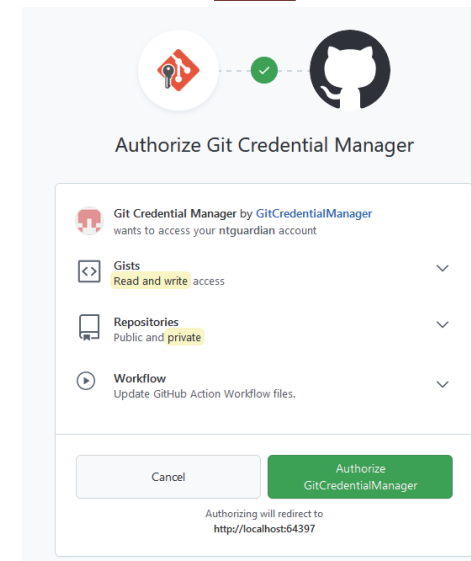 Authorize Git Credential Manager
Git Credential Manager by GitCredentialManager
wants to access your ntguardian account
Gists
Read and write access
Repositories
Public and private
Workflow
Update GitHub Action Workflow files.
Cancel
Authorize
GitCredentialManager
Authorizing will redirect to
http://localhost:64397